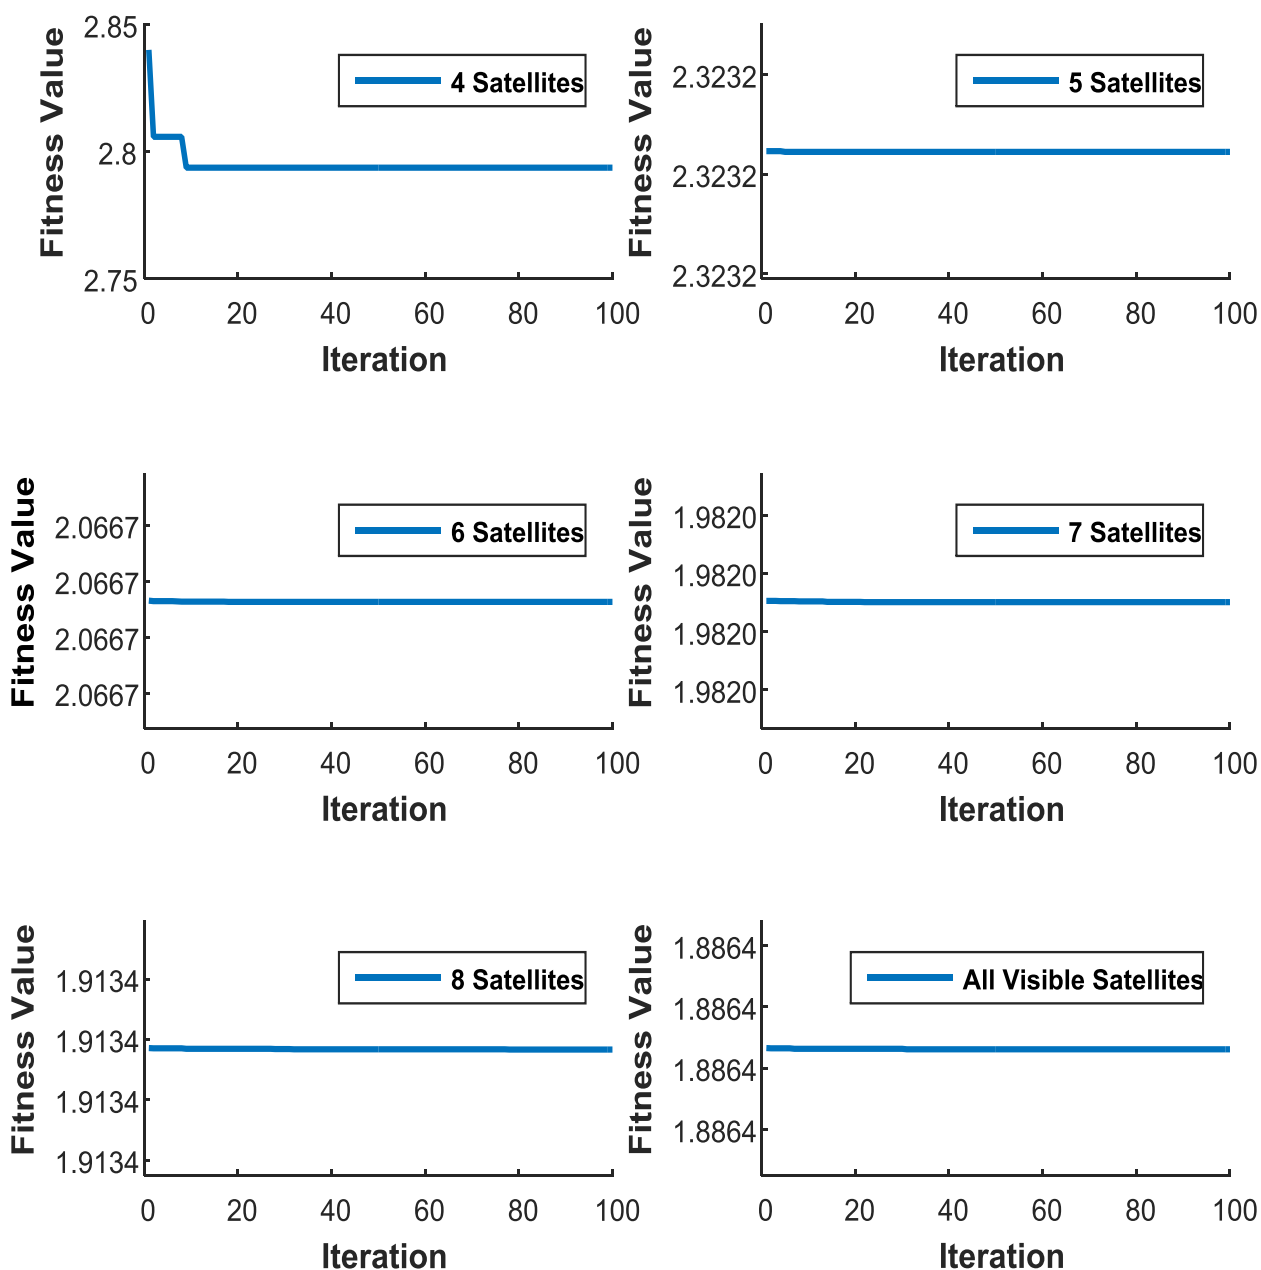 2.85
2.8
2.75
Fitness Value
4 Satellites
0 20 40 60 80 100
Iteration
2.3232
2.3232
2.3232
Fitness Value
5 Satellites
0 20 40 60 80 100
Iteration
2.0667
2.0667
2.0667
2.0667
Fitness Value
6 Satellites
0 20 40 60 80 100
Iteration
1.9820
1.9820
1.9820
1.9820
Fitness Value
7 Satellites
0 20 40 60 80 100
Iteration
1.9134
1.9134
1.9134
1.9134
Fitness Value
8 Satellites
0 20 40 60 80 100
Iteration
1.8864
1.8864
1.8864
1.8864
Fitness Value
All Visible Satellites
0 20 40 60 80 100
Iteration